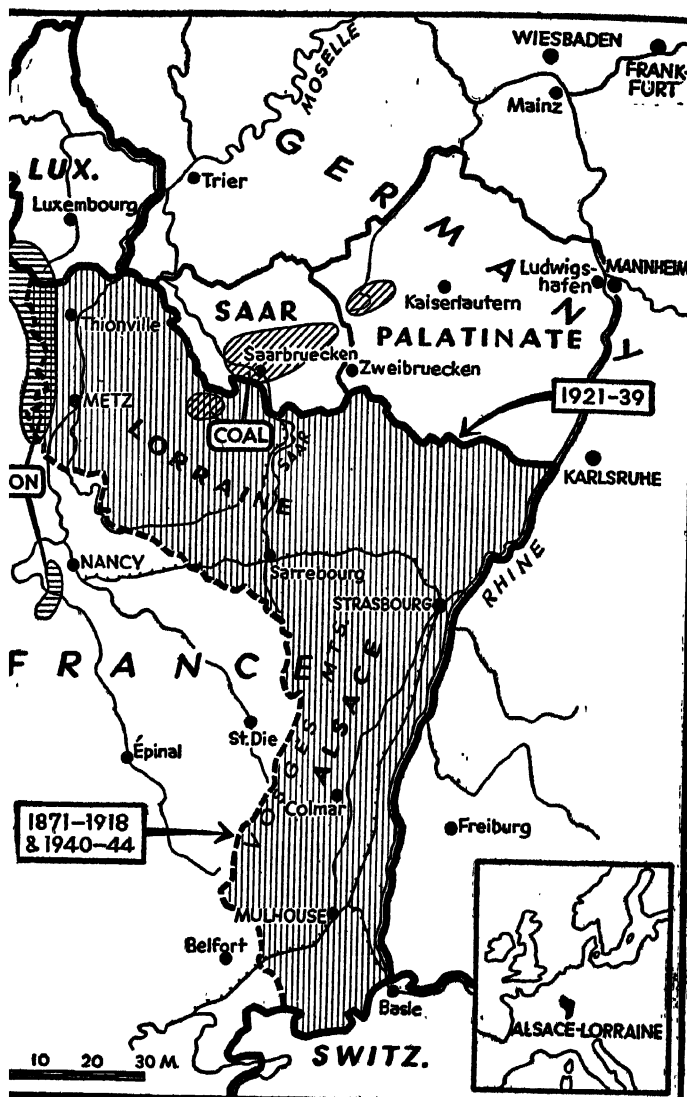 WIESBADEN
FRANK-
FURT
Mainz
MOSELLE
GERMANY
LUX.
Trier
Luxembourg
Ludwigs-
hafen
MANNHEIM
Kaiserlautern
SAAR
PALATINATE
Thionville
Saarbruecken
Zweibruecken
1921-39
METZ
COAL
LORRAINE
SAAR
KARLSRUHE
ON
NANCY
Sarrebourg
RHINE
STRASBOURG
FRANCE
VOSGES MTS.
ALSACE
St. Die
Épinal
Colmar
1871-1918
& 1940-44
Freiburg
MULHOUSE
Belfort
Basle
ALSACE-LORRAINE
10 20 30 M.
SWITZ.